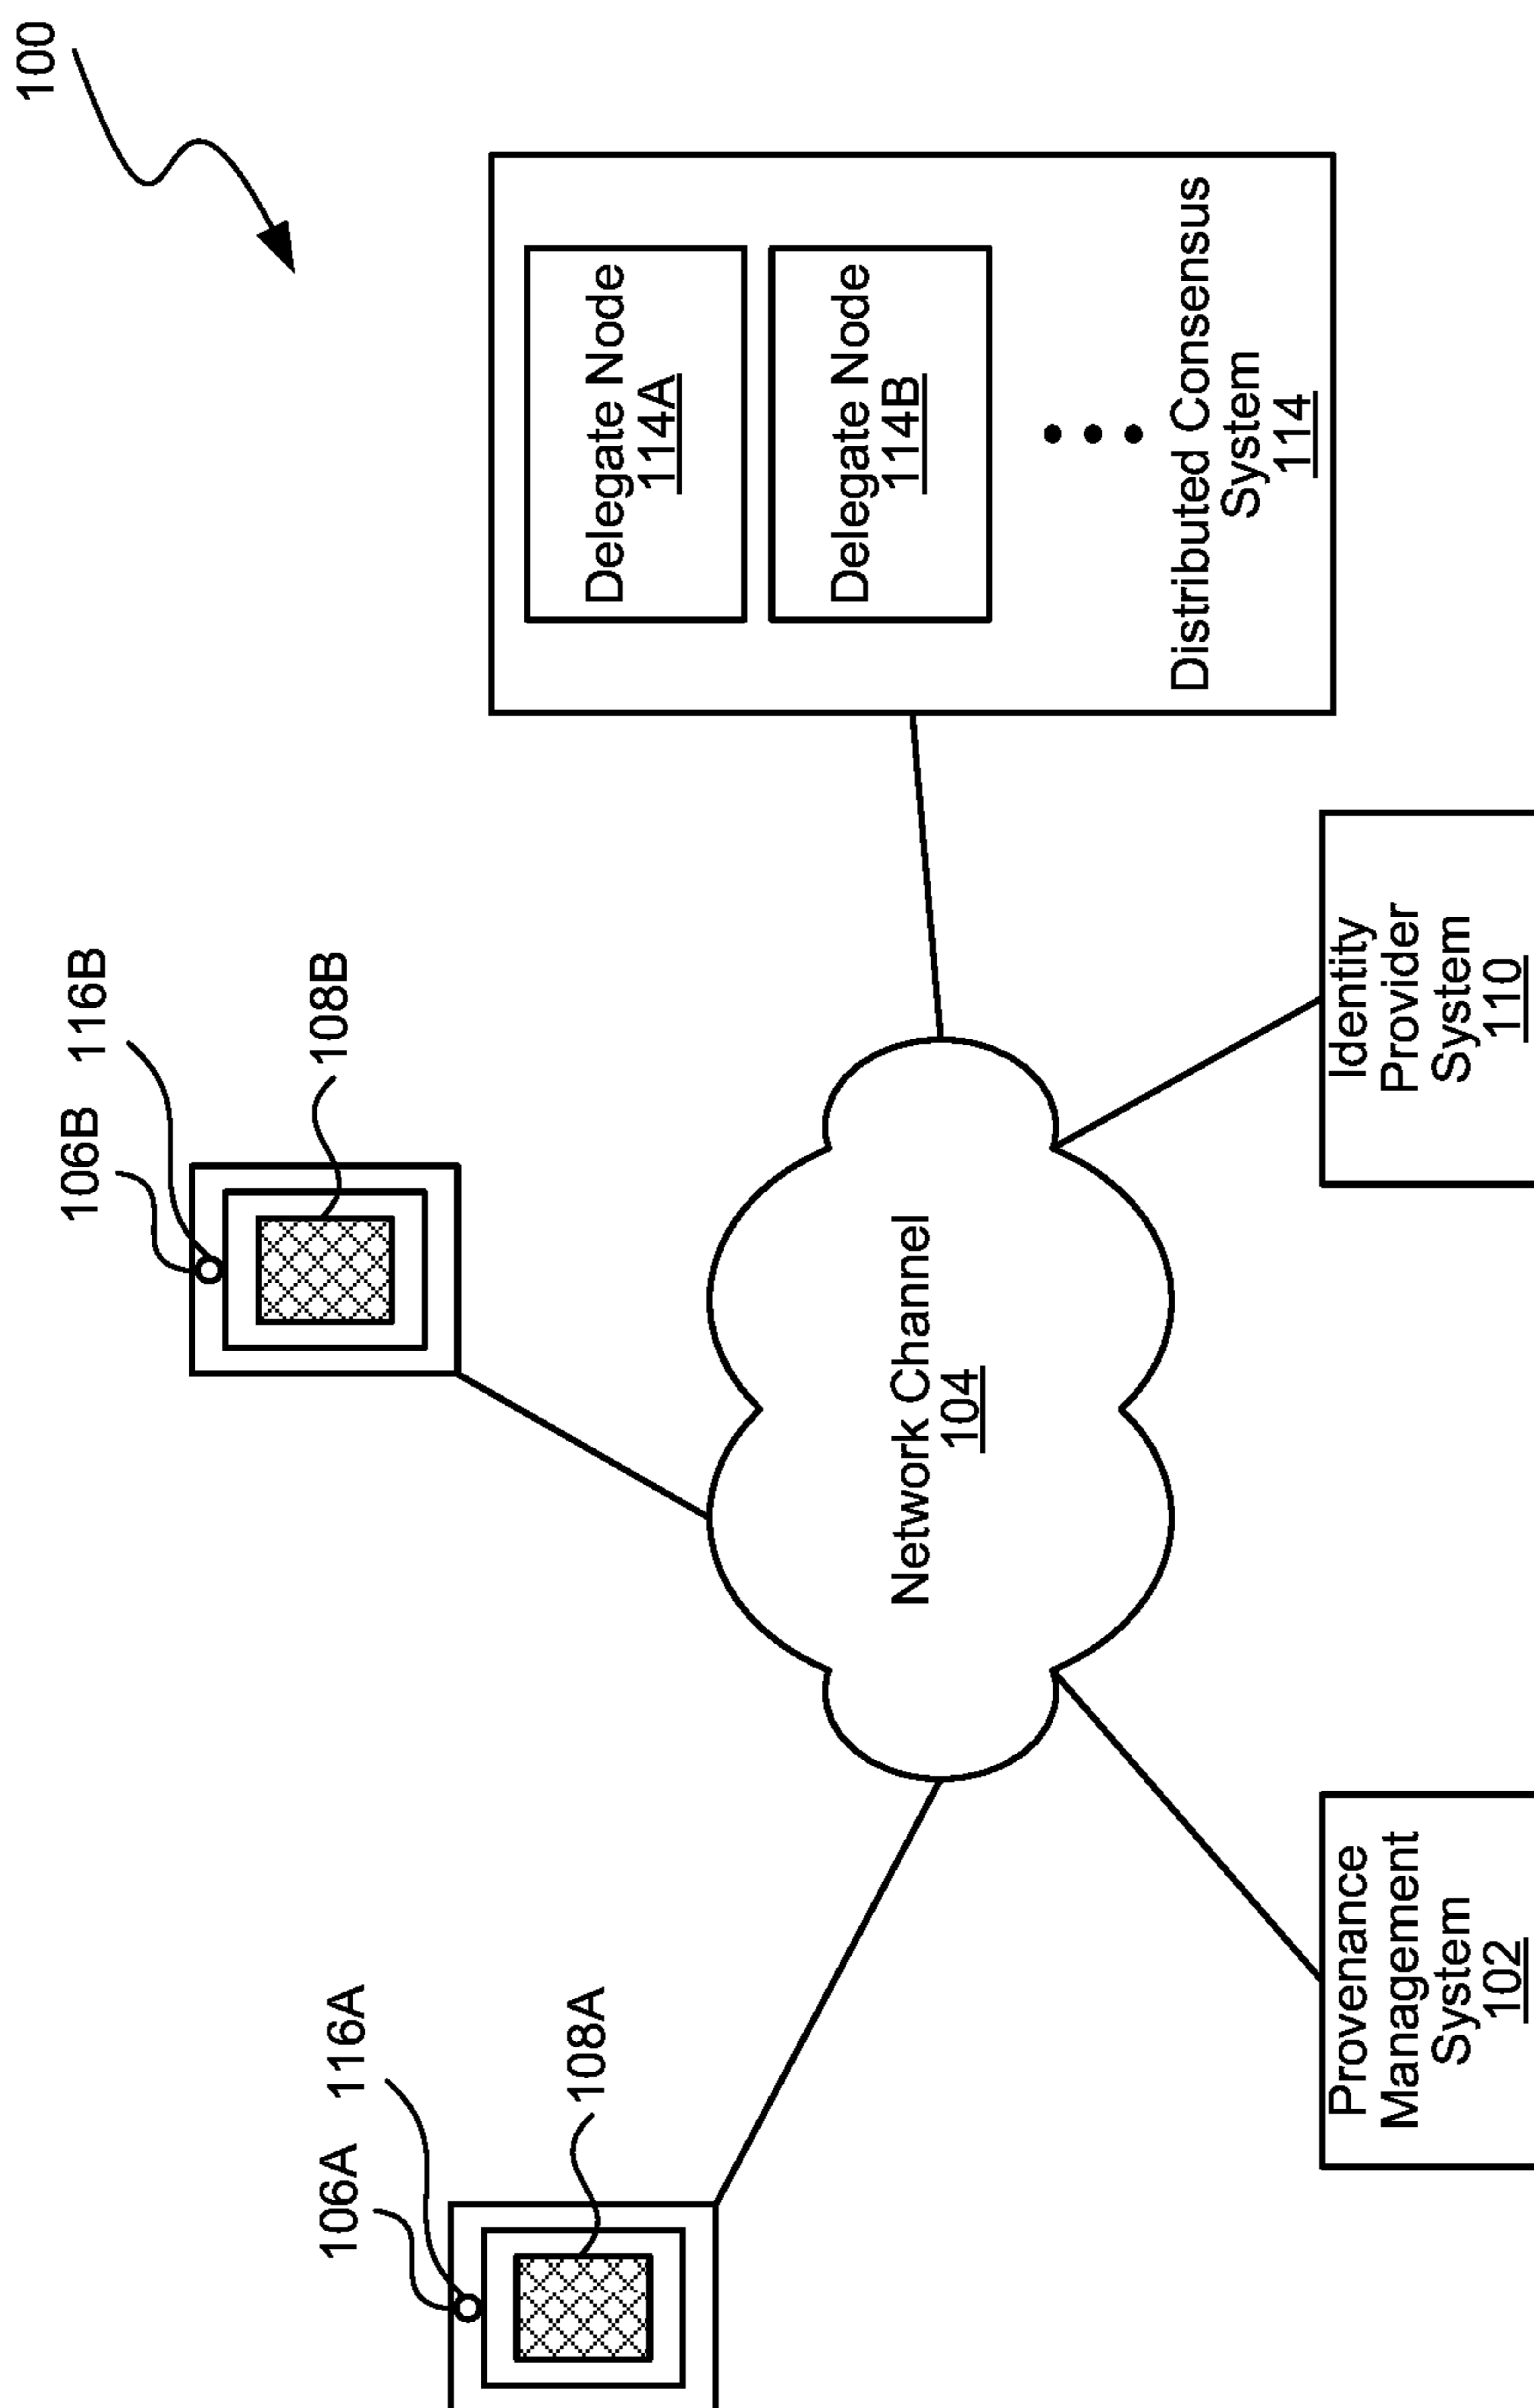 100
106B
116B
108B
106A
116A
108A
Delegate Node
114A
Delegate Node
114B
Distributed Consensus
System
114
Network Channel
104
Provenance
Management
System
102
Identity
Provider
System
110